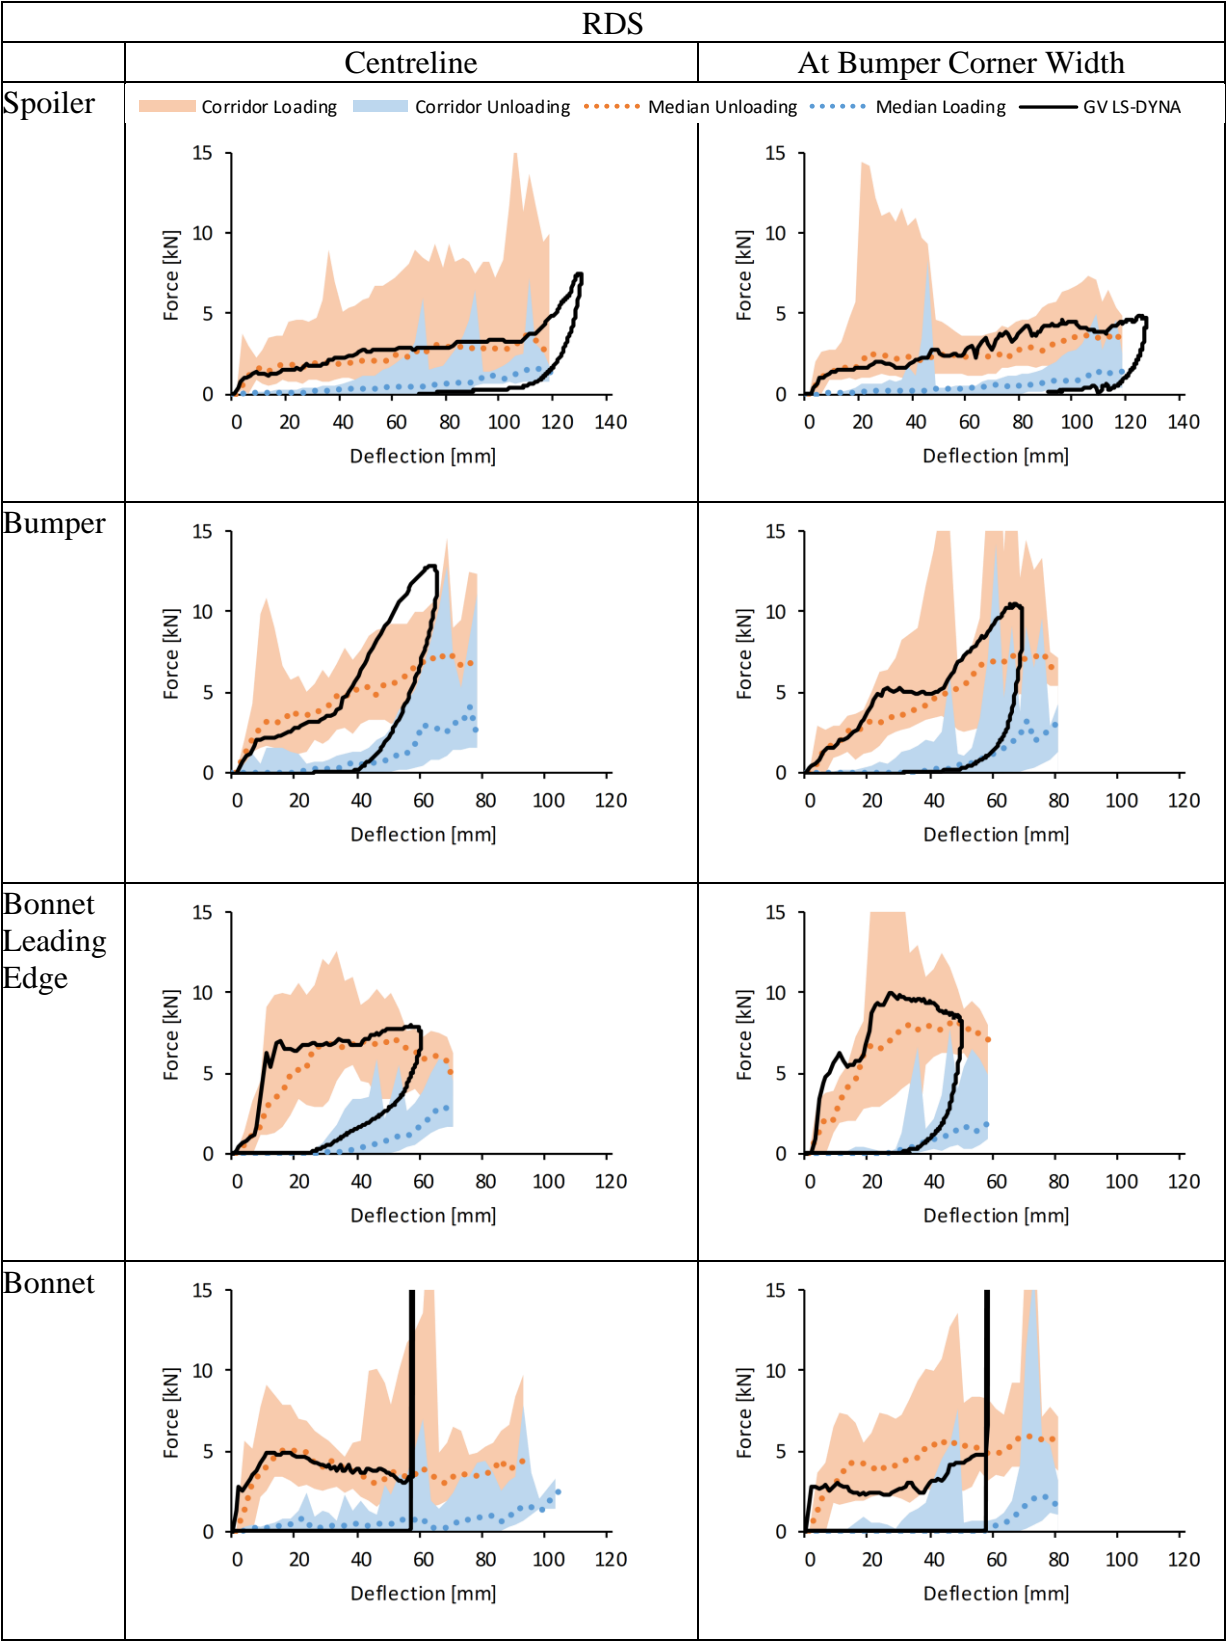 RDS
Centreline
At Bumper Corner Width
Spoiler
Corridor Loading
Corridor Unloading
Median Unloading
Median Loading
GV LS-DYNA
15
10
5
0
Force [kN]
0 20 40 60 80 100 120 140
Deflection [mm]
15
10
5
0
Force [kN]
0 20 40 60 80 100 120 140
Deflection [mm]
Bumper
15
10
5
0
Force [kN]
0 20 40 60 80 100 120
Deflection [mm]
15
10
5
0
Force [kN]
0 20 40 60 80 100 120
Deflection [mm]
Bonnet
Leading
Edge
15
10
5
0
Force [kN]
0 20 40 60 80 100 120
Deflection [mm]
15
10
5
0
Force [kN]
0 20 40 60 80 100 120
Deflection [mm]
Bonnet
15
10
5
0
Force [kN]
0 20 40 60 80 100 120
Deflection [mm]
15
10
5
0
Force [kN]
0 20 40 60 80 100 120
Deflection [mm]